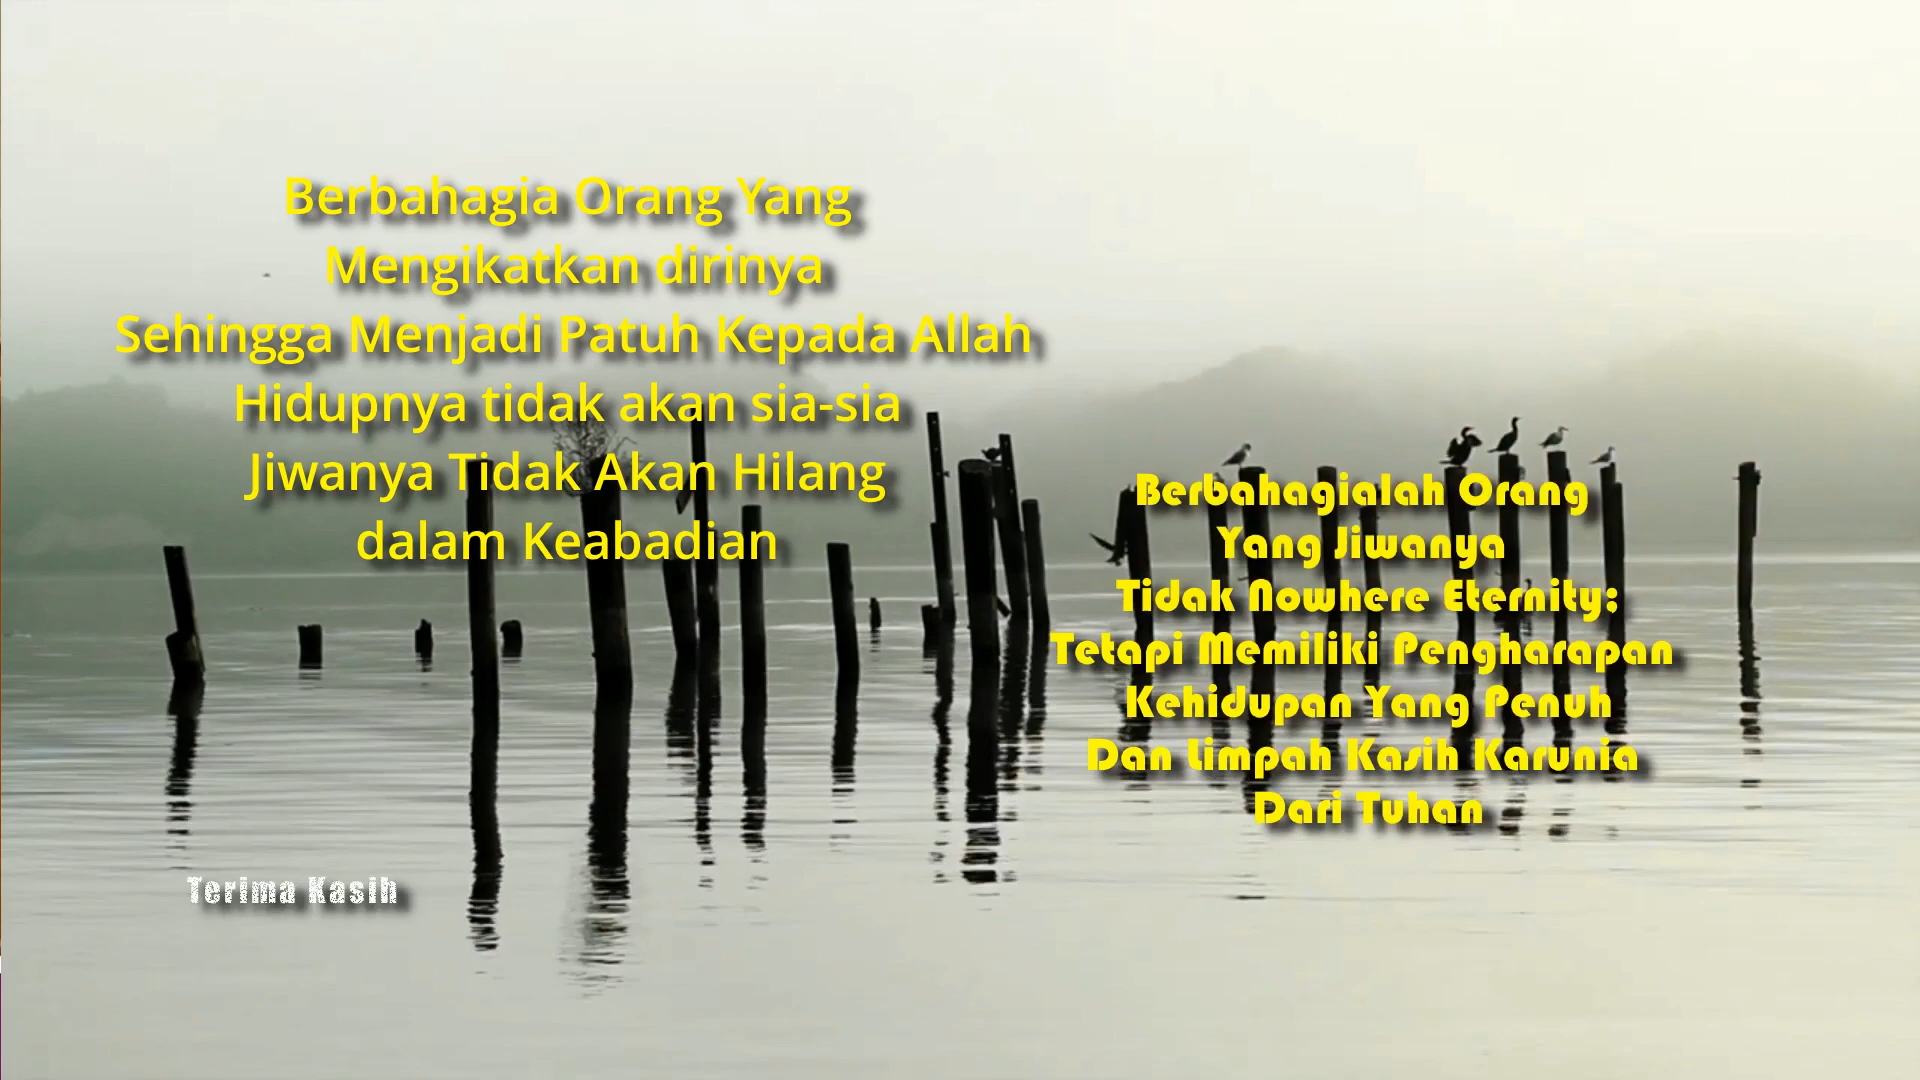 Berbahagia Orang Yang
Mengikatkan dirinya
Sehingga Menjadi Patuh Kepada Allah
Hidupnya tidak akan sia-sia
Jiwanya Tidak Akan Hilang
dalam Keabadian
Berbahagialah Orang
Yang Jiwanya
Tidak Nowhere Eternity;
Tetapi Memiliki Pengharapan
Kehidupan Yang Penuh
Dan Limpah Kasih Karunia
Dari Tuhan
Terima Kasih